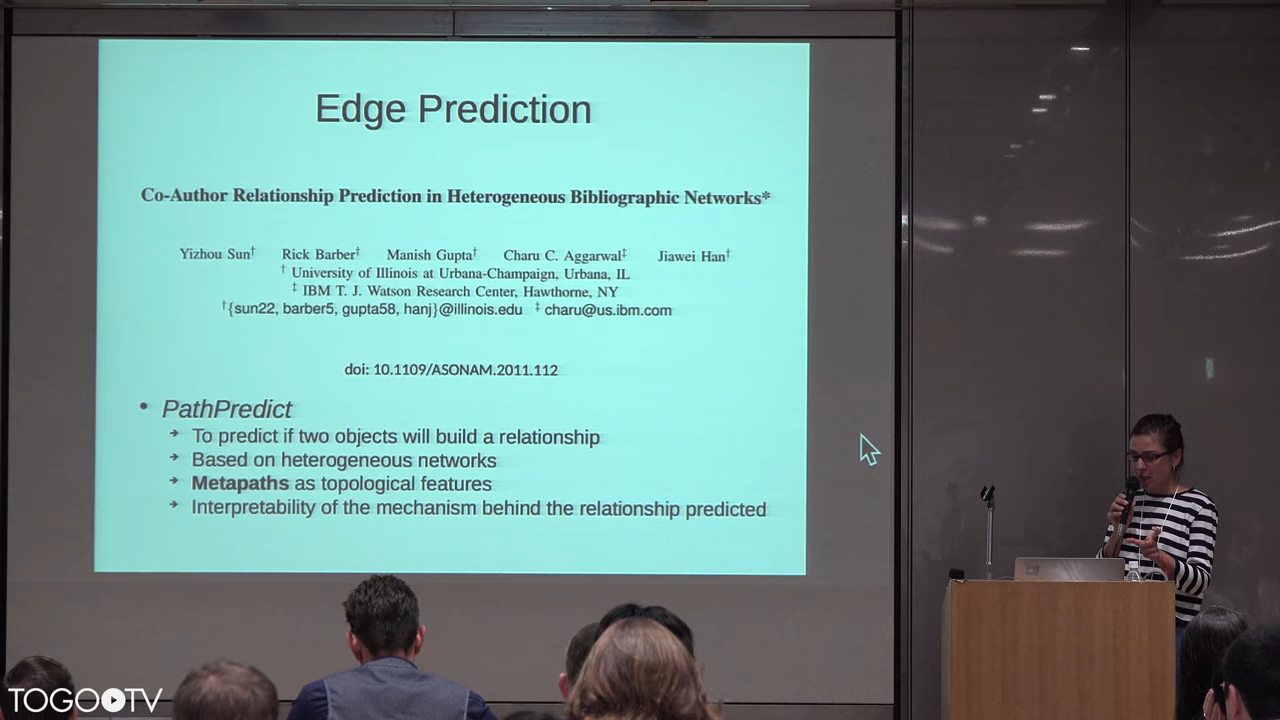 Edge Prediction
Co-Author Relationship Prediction in Heterogeneous Bibliographic Networks*
Yizhou Sun† Rick Barber† Manish Gupta† Charu C. Aggarwal‡ Jiawei Han†
† University of Illinois at Urbana-Champaign, Urbana, IL
‡ IBM T. J. Watson Research Center, Hawthorne, NY
†{sun22, barber5, gupta58, hanj}@illinois.edu ‡ charu@us.ibm.com
doi: 10.1109/ASONAM.2011.112
• PathPredict
➔ To predict if two objects will build a relationship
➔ Based on heterogeneous networks
➔ Metapaths as topological features
➔ Interpretability of the mechanism behind the relationship predicted
TOGOTV